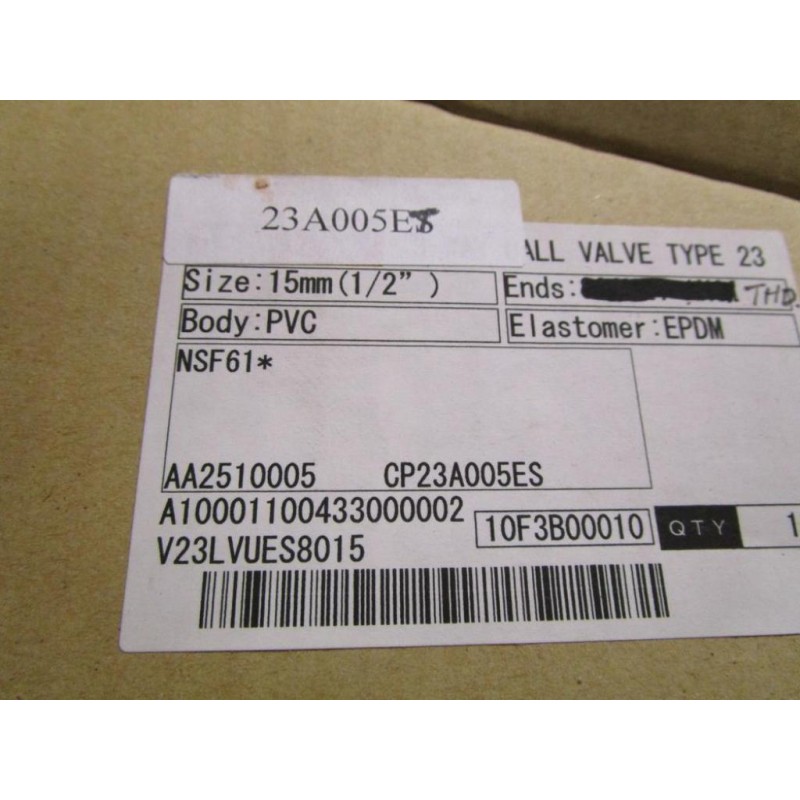 23A005E
ALL VALVE TYPE 23
Size:15mm(1/2") Ends: THD.
Body:PVC Elastomer:EPDM
NSF61*
AA2510005 CP23A005ES
A10001100433000002
10F3B00010 QTY 1
V23LVUES8015